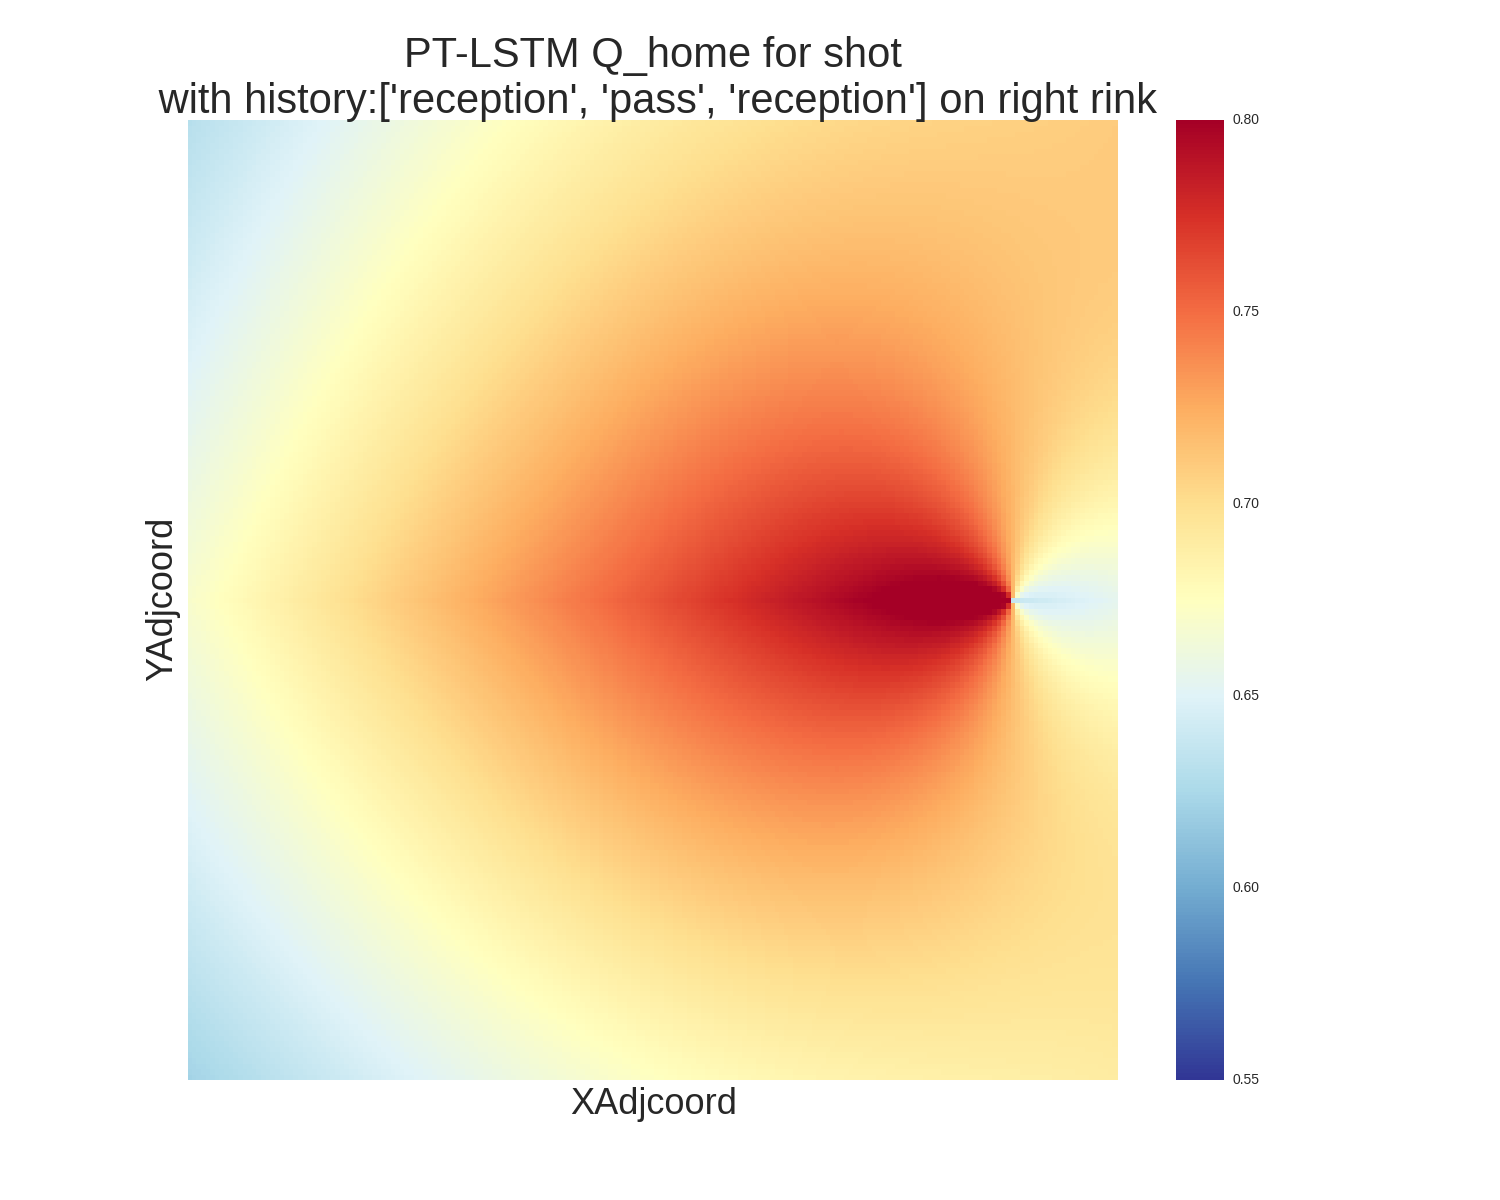 PT-LSTM Q_home for shot
with history:['reception', 'pass', 'reception'] on right rink
0.80
0.75
0.70
0.65
0.60
0.55
YAdjcoord
XAdjcoord